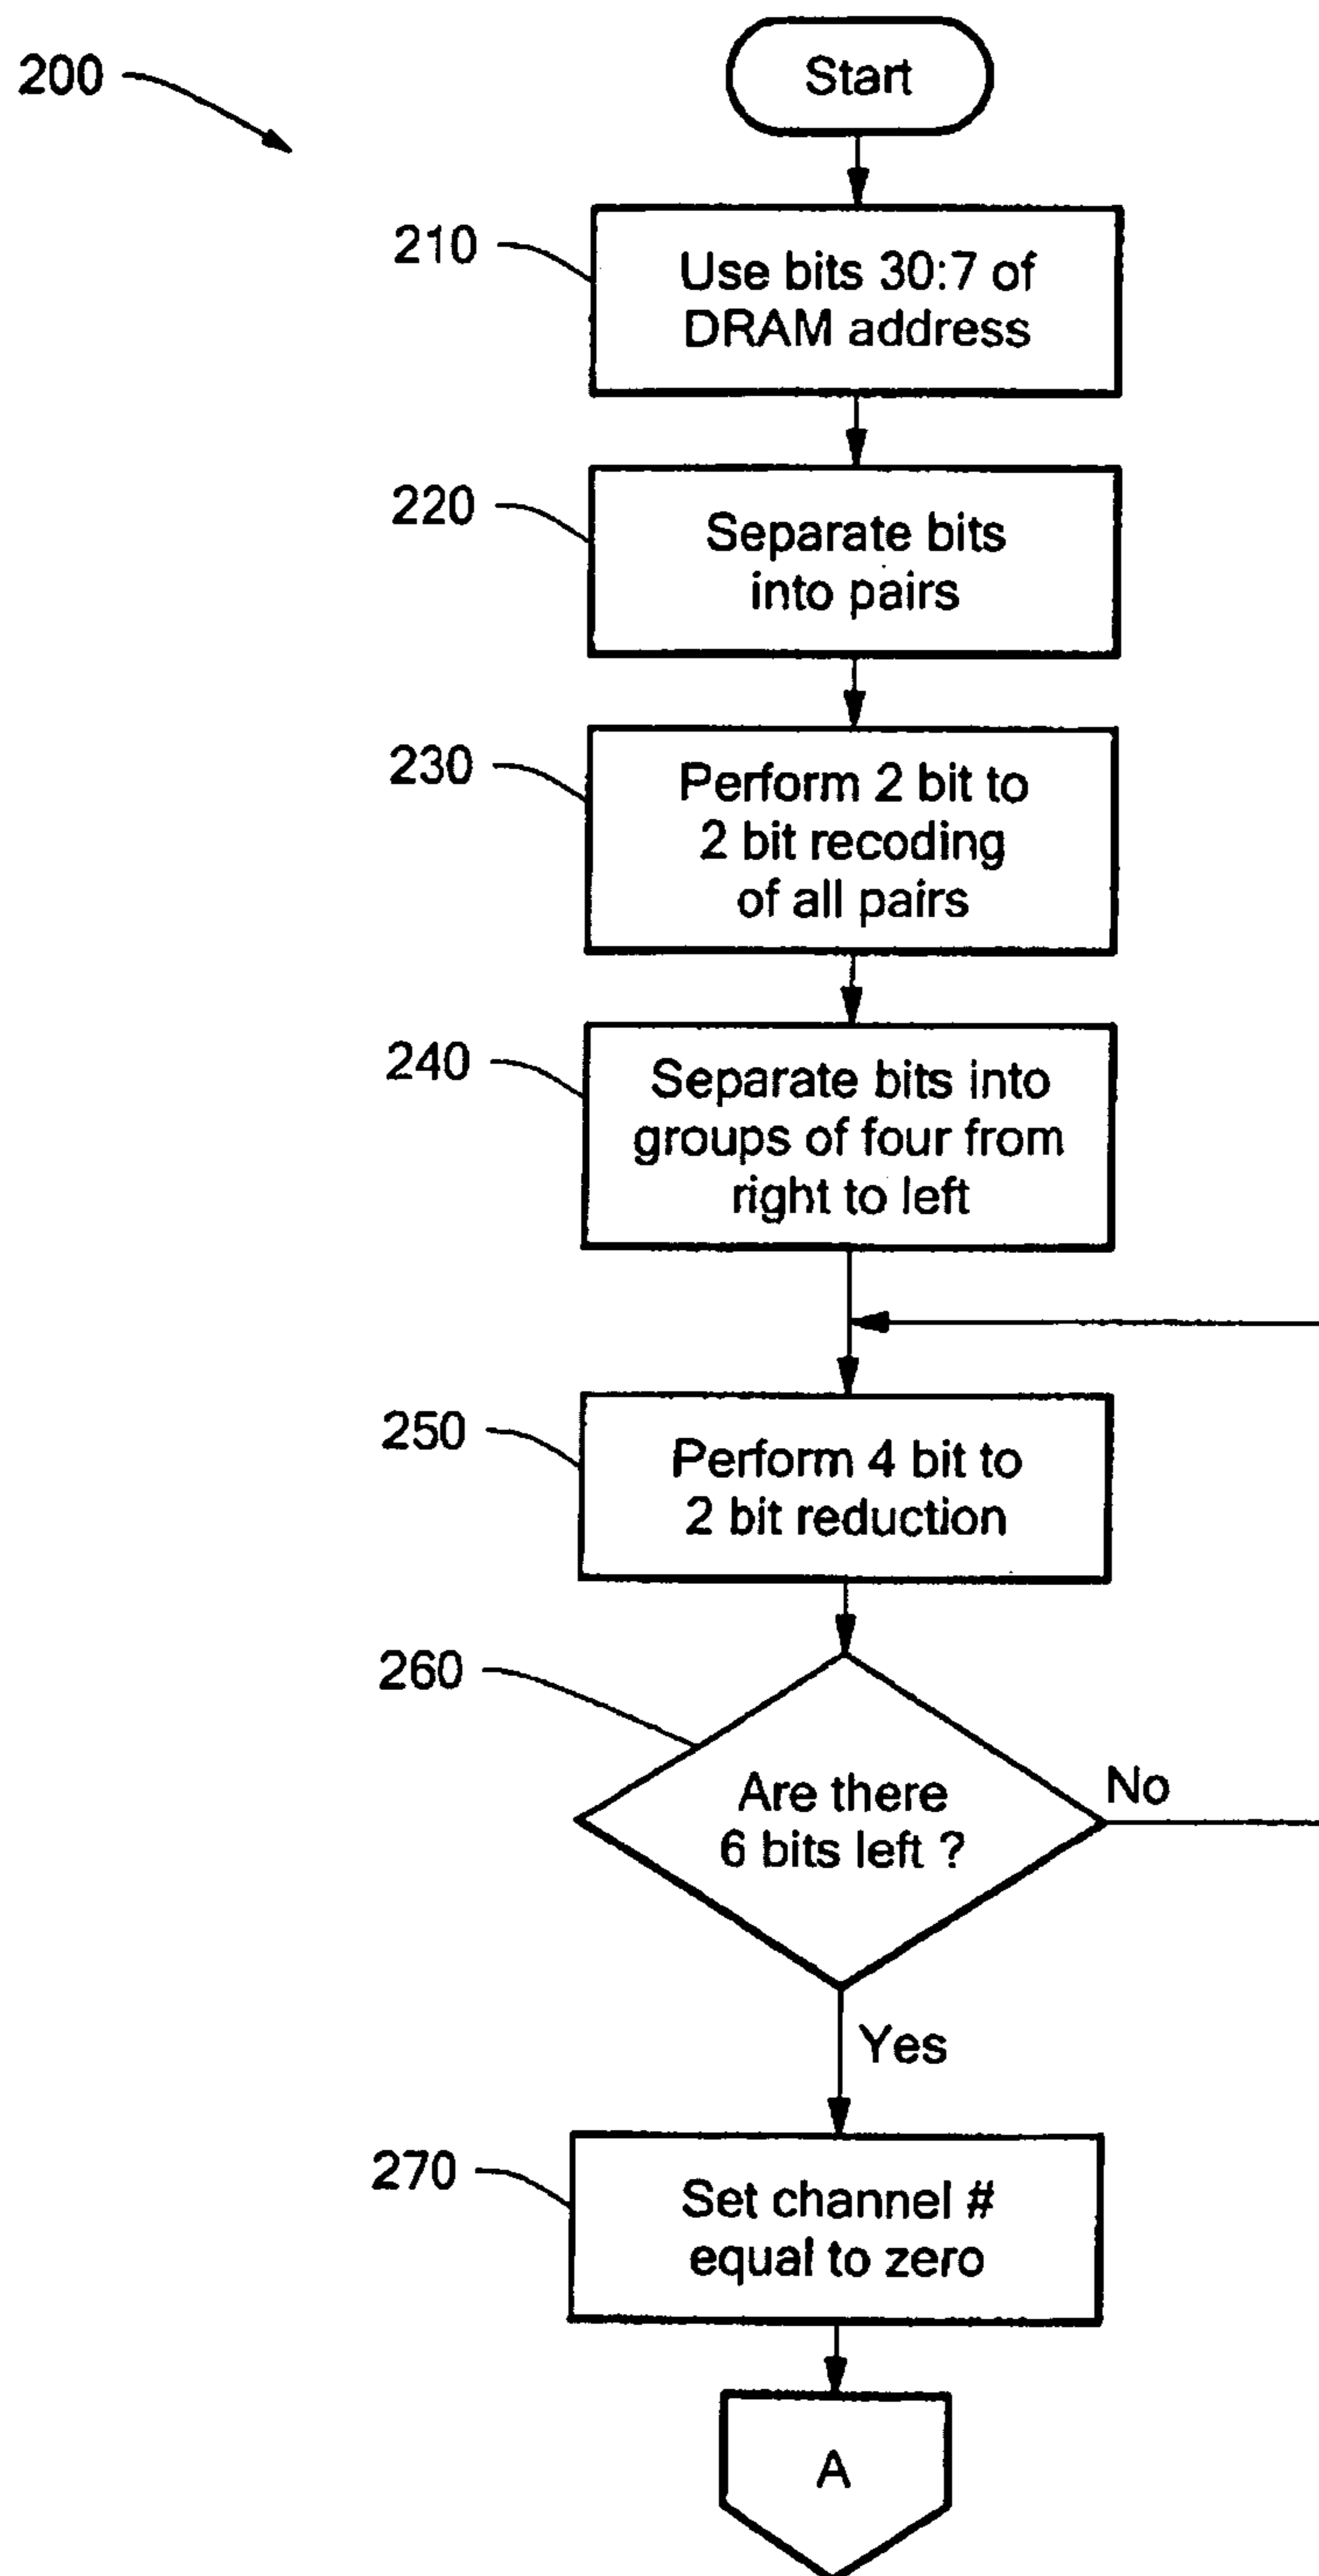 200
Start
210
Use bits 30:7 of
DRAM address
220
Separate bits
into pairs
230
Perform 2 bit to
2 bit recoding
of all pairs
240
Separate bits into
groups of four from
right to left
250
Perform 4 bit to
2 bit reduction
260
Are there
6 bits left ?
No
Yes
270
Set channel #
equal to zero
A